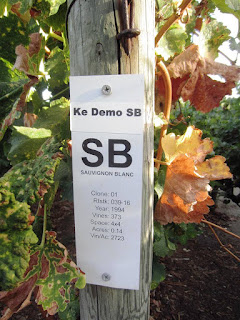 Ke Demo SB
SB
SAUVIGNON BLANC
Clone: 01
Rtstk: 039-16
Year: 1994
Vines: 373
Space: 4x4
Acres: 0.14
Vin/Ac: 2723